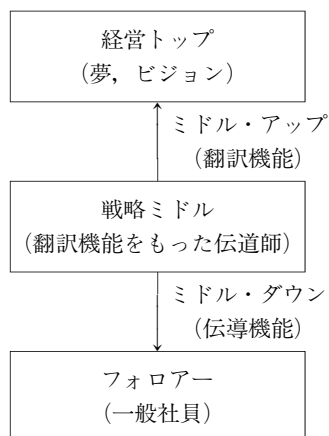 経営トップ
（夢，ビジョン）
ミドル・アップ
（翻訳機能）
戦略ミドル
（翻訳機能をもった伝道師）
ミドル・ダウン
（伝導機能）
フォロアー
（一般社員）